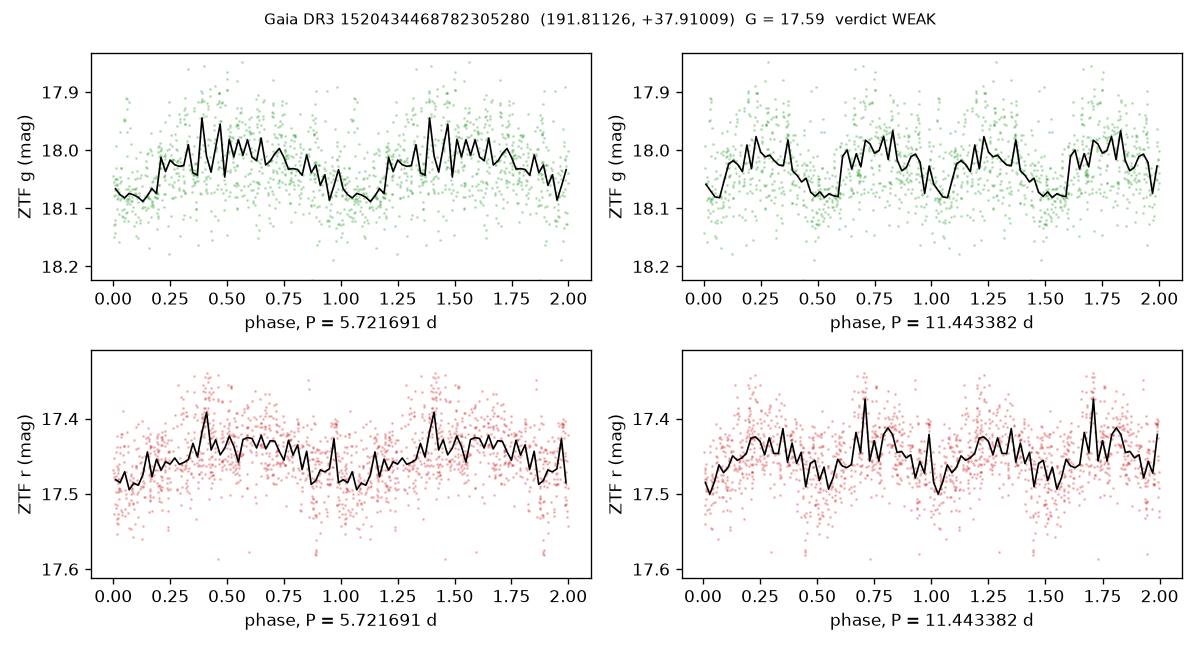 Gaia DR3 1520434468782305280 (191.81126, +37.91009) G = 17.59 verdict WEAK
ZTF g (mag)
17.9
18.0
18.1
18.2
0.00 0.25 0.50 0.75 1.00 1.25 1.50 1.75 2.00
phase, P = 5.721691 d
ZTF g (mag)
17.9
18.0
18.1
18.2
0.00 0.25 0.50 0.75 1.00 1.25 1.50 1.75 2.00
phase, P = 11.443382 d
ZTF r (mag)
17.4
17.5
17.6
0.00 0.25 0.50 0.75 1.00 1.25 1.50 1.75 2.00
phase, P = 5.721691 d
ZTF r (mag)
17.4
17.5
17.6
0.00 0.25 0.50 0.75 1.00 1.25 1.50 1.75 2.00
phase, P = 11.443382 d